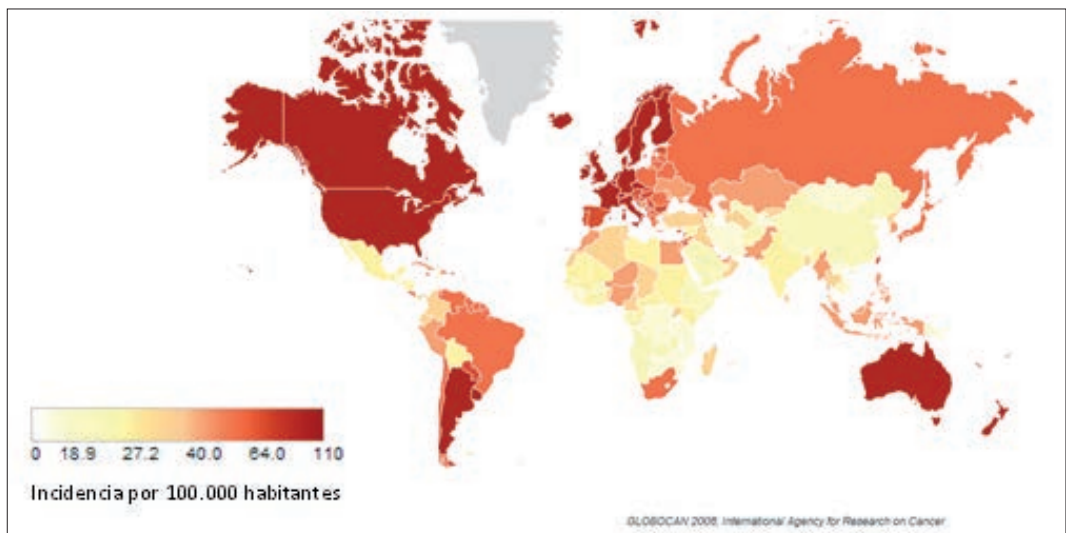 0 18.9 27.2 40.0 64.0 110
Incidencia por 100.000 habitantes
GLOBOCAN 2008, International Agency for Research on Cancer